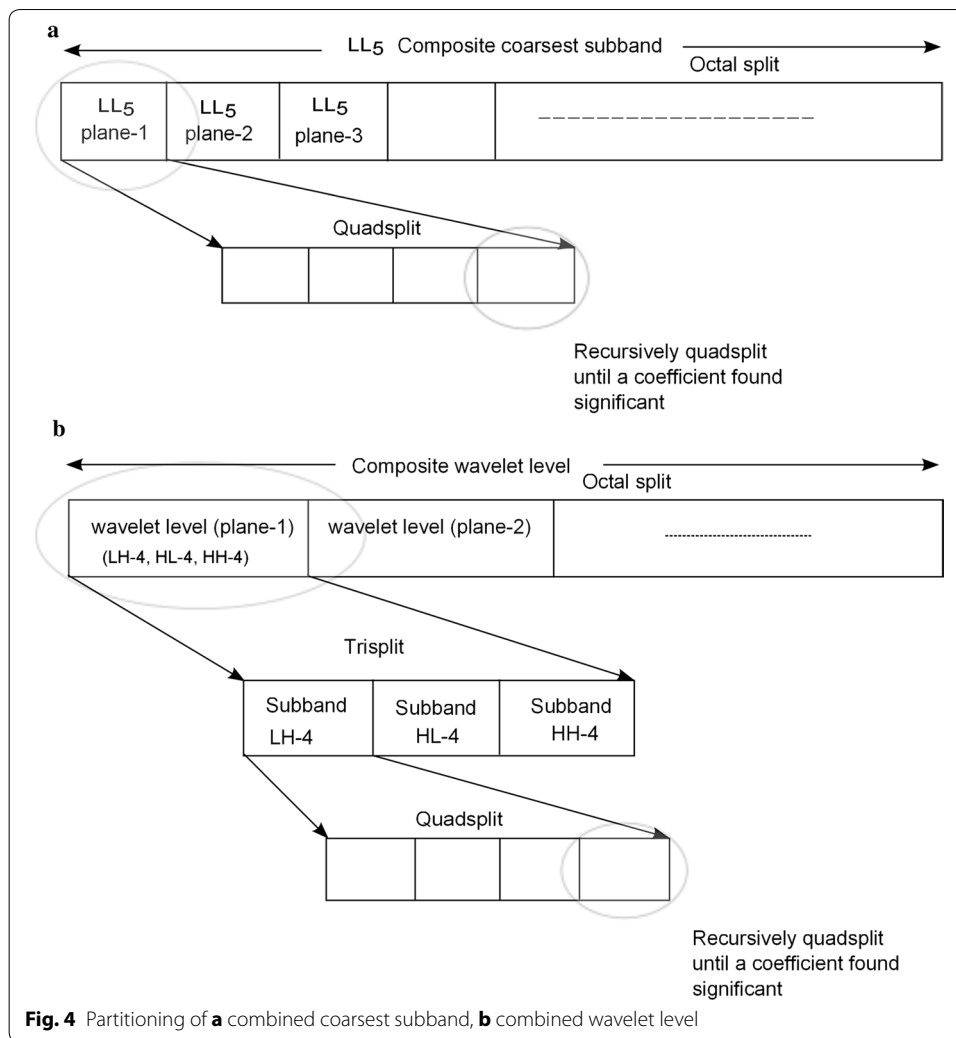 a
LL5 Composite coarsest subband
Octal split
LL5 plane-1
LL5 plane-2
LL5 plane-3
Quadsplit
Recursively quadsplit
until a coefficient found
significant
b
Composite wavelet level
Octal split
wavelet level (plane-1)
(LH-4, HL-4, HH-4)
wavelet level (plane-2)
Trisplit
Subband
LH-4
Subband
HL-4
Subband
HH-4
Quadsplit
Recursively quadsplit
until a coefficient found
significant
Fig. 4 Partitioning of a combined coarsest subband, b combined wavelet level